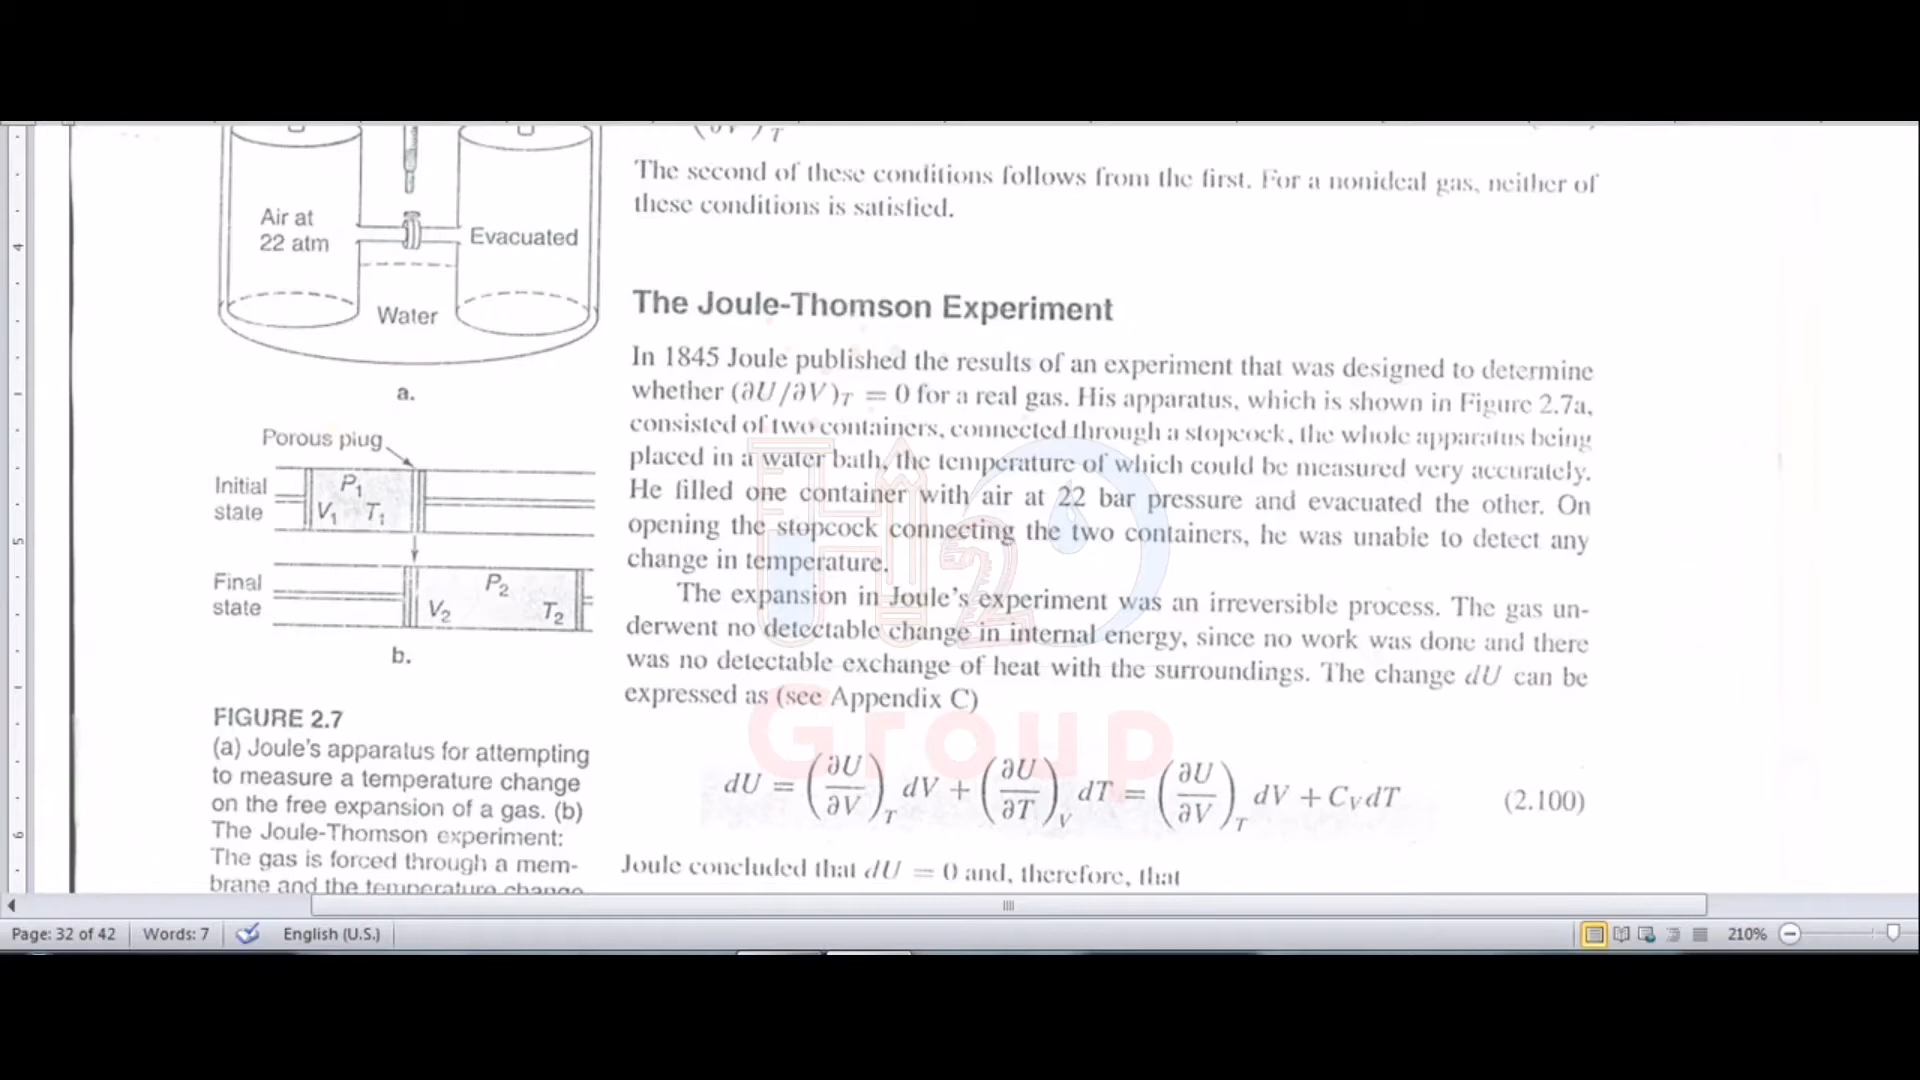 Air at
22 atm
Evacuated
Water
a.
Porous plug
Initial
state
P₁
V₁ T₁
Final
state
P₂
V₂
T₂
b.
FIGURE 2.7
(a) Joule's apparatus for attempting
to measure a temperature change
on the free expansion of a gas. (b)
The Joule-Thomson experiment:
The gas is forced through a mem-
brane and the temperature change
The second of these conditions follows from the first. For a nonideal gas, neither of
these conditions is satisfied.
The Joule-Thomson Experiment
In 1845 Joule published the results of an experiment that was designed to determine
whether (∂U/∂V)T = 0 for a real gas. His apparatus, which is shown in Figure 2.7a,
consisted of two containers, connected through a stopcock, the whole apparatus being
placed in a water bath, the temperature of which could be measured very accurately.
He filled one container with air at 22 bar pressure and evacuated the other. On
opening the stopcock connecting the two containers, he was unable to detect any
change in temperature.
The expansion in Joule's experiment was an irreversible process. The gas un-
derwent no detectable change in internal energy, since no work was done and there
was no detectable exchange of heat with the surroundings. The change dU can be
expressed as (see Appendix C)
dU = (∂U/∂V)T dV + (∂U/∂T)V dT = (∂U/∂V)T dV + CV dT (2.100)
Joule concluded that dU = 0 and, therefore, that
H2O
Group
Page: 32 of 42 Words: 7 English (U.S.) 210%